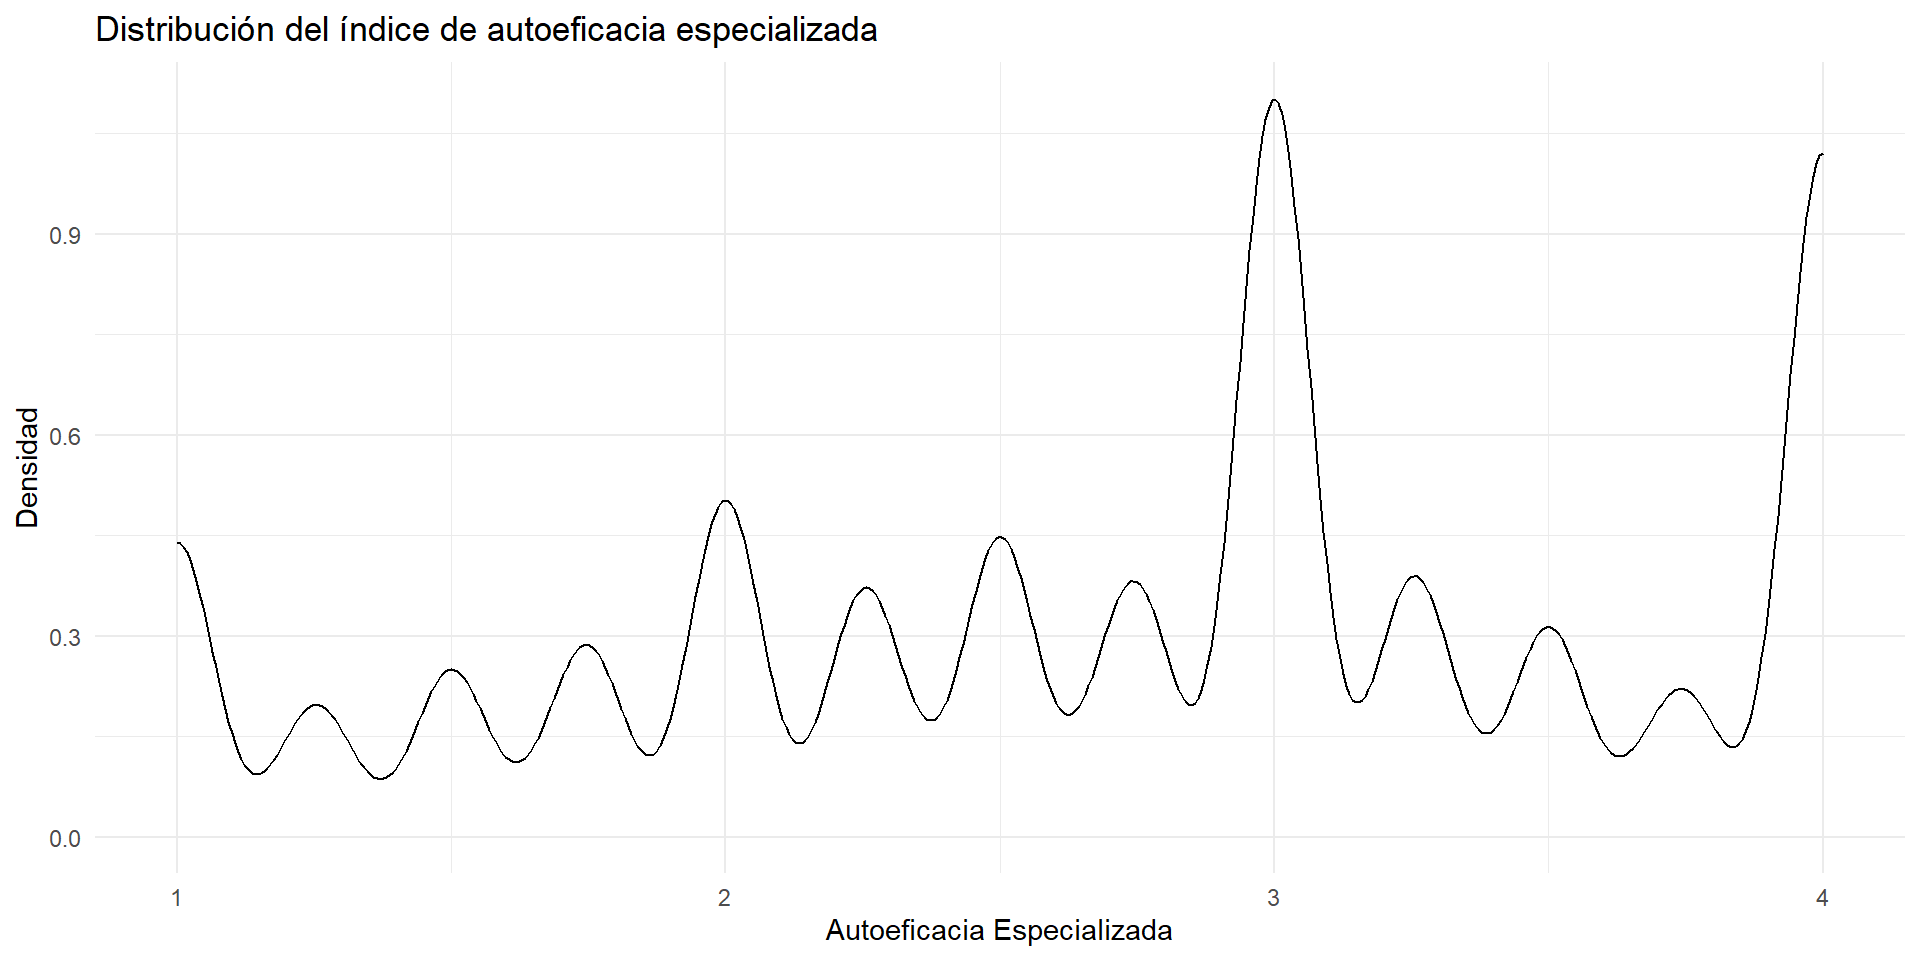 Distribución del índice de autoeficacia especializada
Densidad
0.9
0.6
0.3
0.0
1 2 3 4
Autoeficacia Especializada